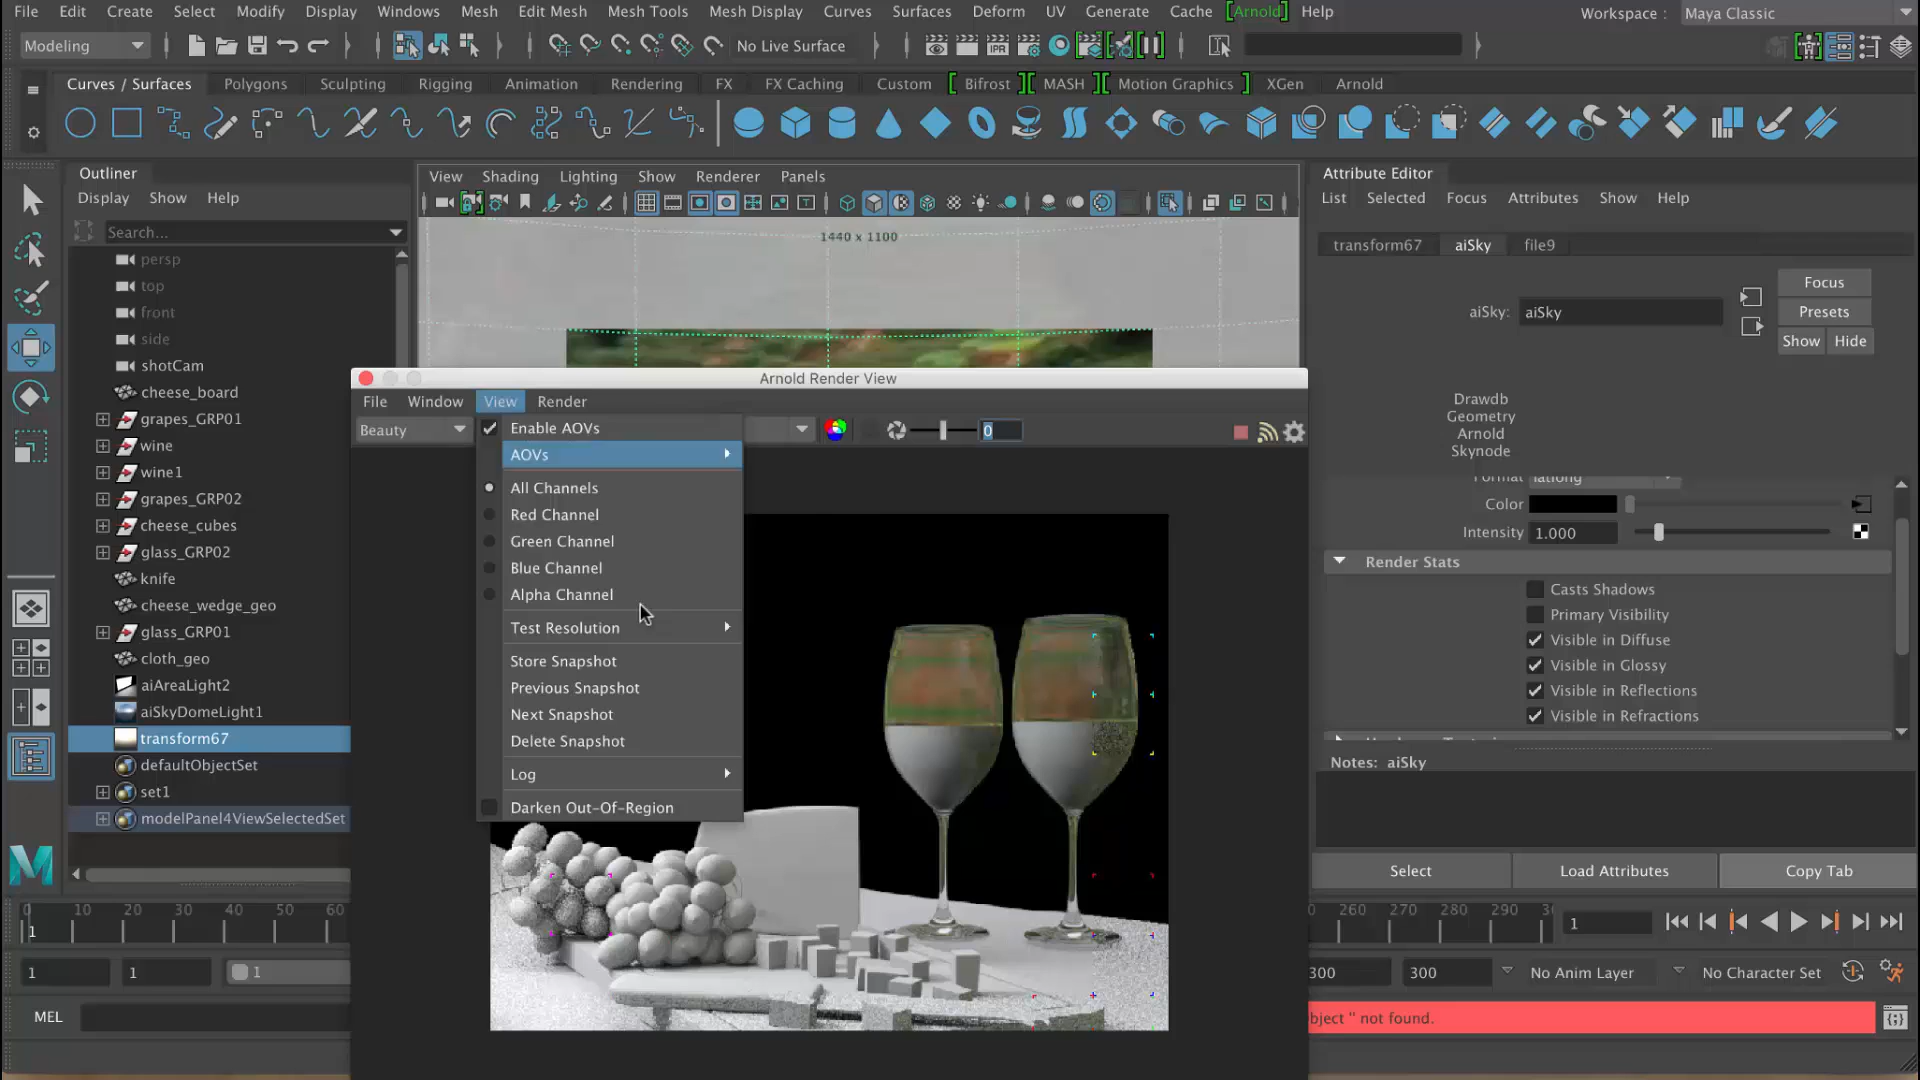 File Edit Create Select Modify Display Windows Mesh Edit Mesh Mesh Tools Mesh Display Curves Surfaces Deform UV Generate Cache [Arnold] Help Workspace : Maya Classic
Modeling No Live Surface IPR
Curves / Surfaces Polygons Sculpting Rigging Animation Rendering FX FX Caching Custom Bifrost MASH Motion Graphics XGen Arnold
Outliner
Display Show Help
Search...
persp
top
front
side
shotCam
cheese_board
grapes_GRP01
wine
wine1
grapes_GRP02
cheese_cubes
glass_GRP02
knife
cheese_wedge_geo
glass_GRP01
cloth_geo
aiAreaLight2
aiSkyDomeLight1
transform67
defaultObjectSet
set1
modelPanel4ViewSelectedSet
View Shading Lighting Show Renderer Panels
1440 x 1100
Arnold Render View
File Window View Render
Beauty
0
Enable AOVs
AOVs
All Channels
Red Channel
Green Channel
Blue Channel
Alpha Channel
Test Resolution
Store Snapshot
Previous Snapshot
Next Snapshot
Delete Snapshot
Log
Darken Out-Of-Region
Attribute Editor
List Selected Focus Attributes Show Help
transform67 aiSky file9
Focus
aiSky: aiSky
Presets
Show Hide
Drawdb
Geometry
Arnold
Skynode
Format latlong
Color
Intensity 1.000
Render Stats
Casts Shadows
Primary Visibility
Visible in Diffuse
Visible in Glossy
Visible in Reflections
Visible in Refractions
Notes: aiSky
Select Load Attributes Copy Tab
0 10 20 30 40 50 60 260 270 280 290
1 1
1 1 1 300 300 No Anim Layer No Character Set
MEL bject '' not found.